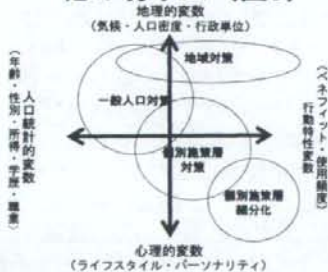 地理的変数
(気候・人口密度・行政単位)
地域対策
一般人口対策
人口統計的変数
(年齢・性別・所得・学歴・職業)
行動特性変数
(ベネフィット・使用頻度)
個別施策層
対策
個別施策層
細分化
心理的変数
(ライフスタイル・パーソナリティ)